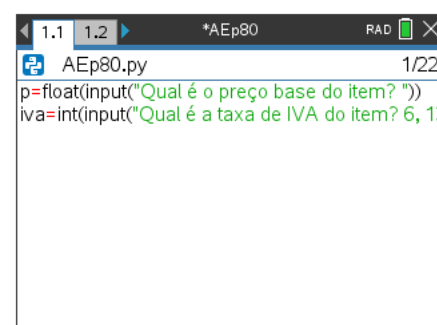 1.1 1.2 *AEp80 RAD
AEp80.py 1/22
p=float(input("Qual é o preço base do item? "))
iva=int(input("Qual é a taxa de IVA do item? 6,